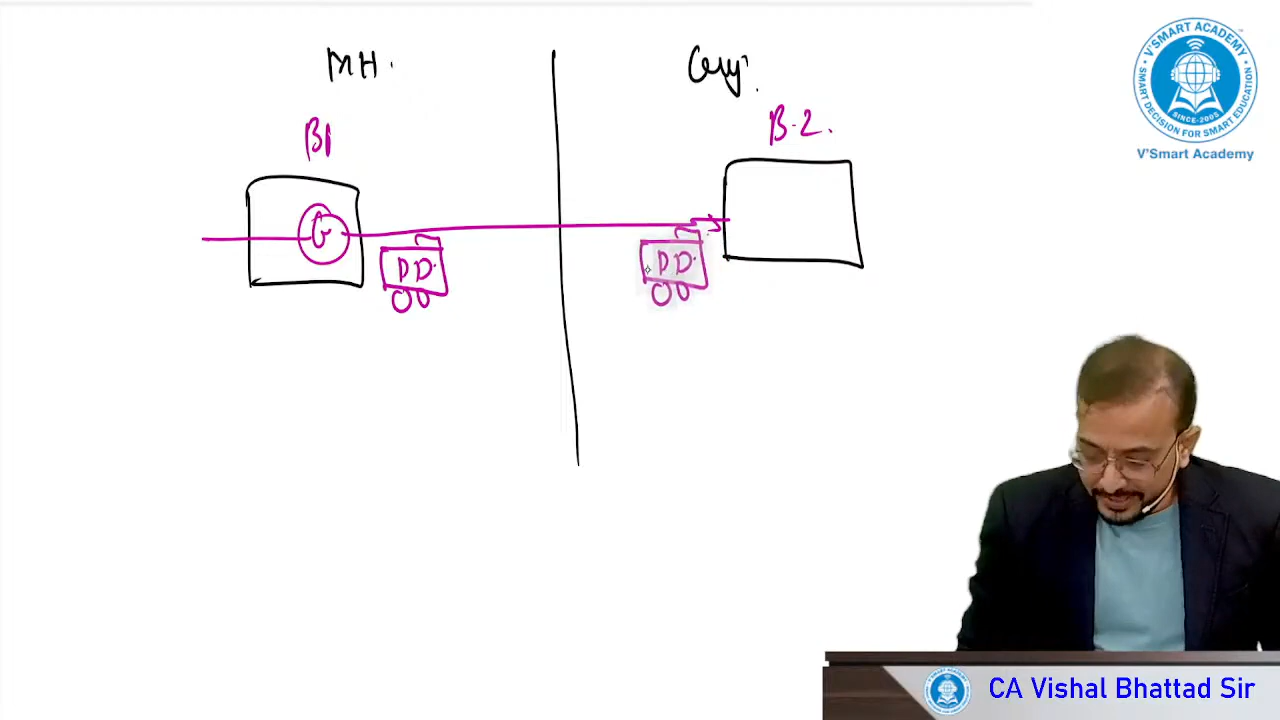 MH.
Guj.
B1
B-2.
G
DD.
DD.
V'SMART ACADEMY
SMART DECISION FOR SMART EDUCATION
SINCE-2005
V'Smart Academy
CA Vishal Bhattad Sir